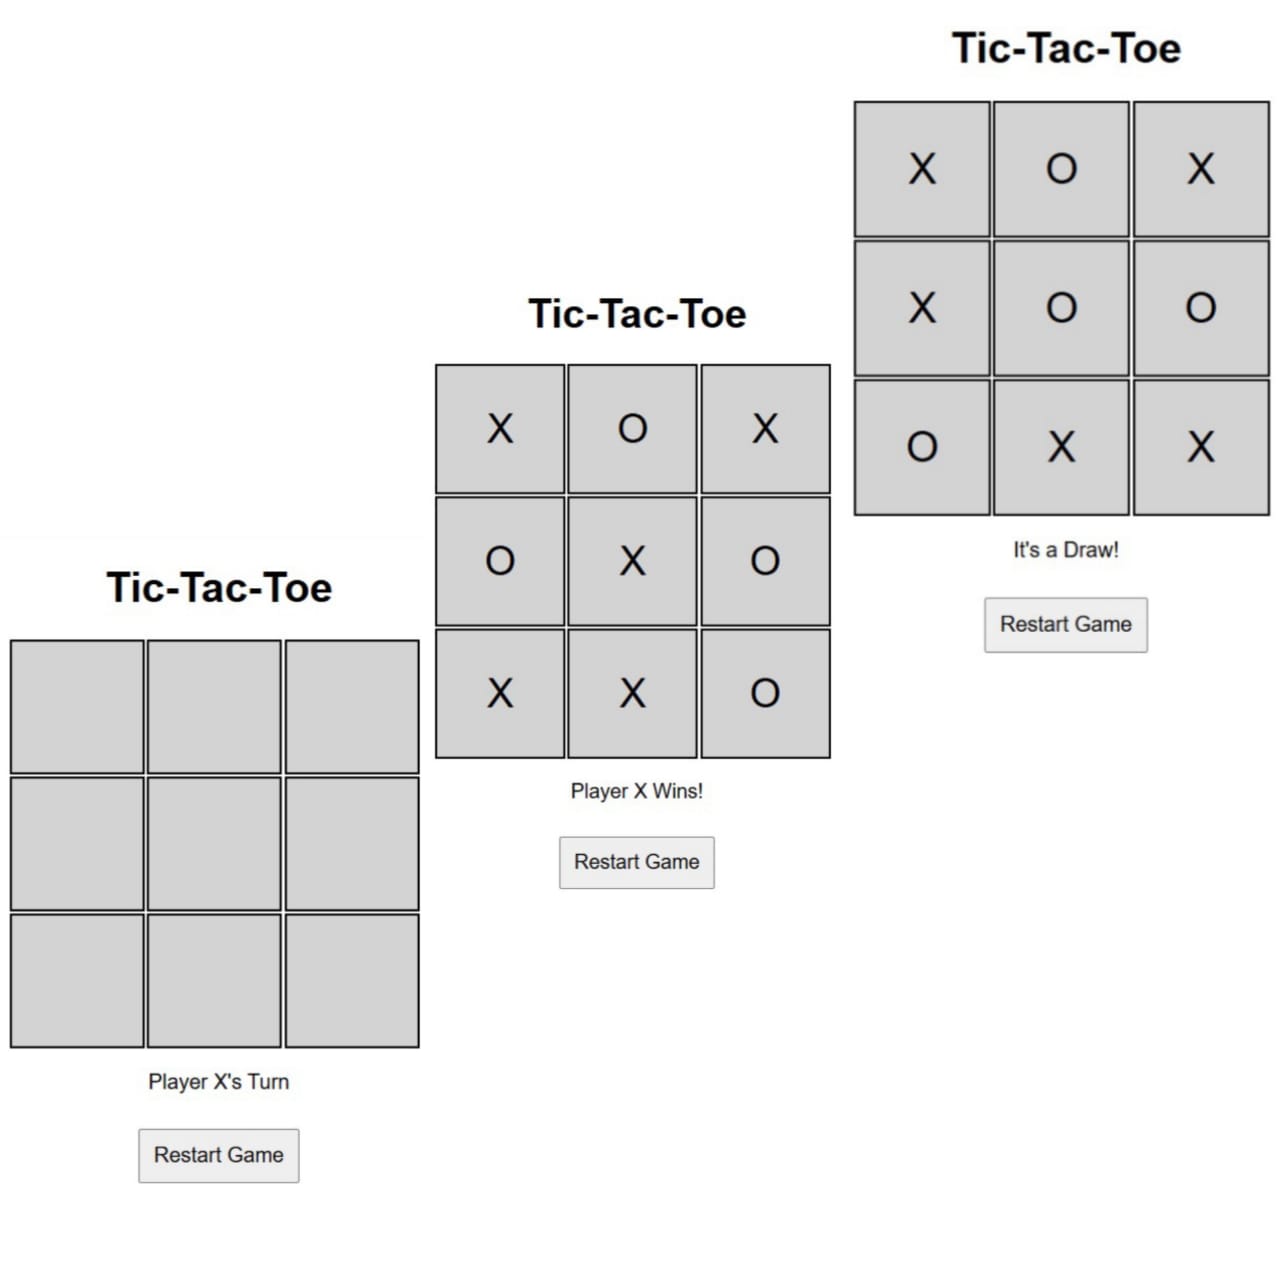 Tic-Tac-Toe
Player X's Turn
Restart Game
Tic-Tac-Toe
X O X
O X O
X X O
Player X Wins!
Restart Game
Tic-Tac-Toe
X O X
X O O
O X X
It's a Draw!
Restart Game